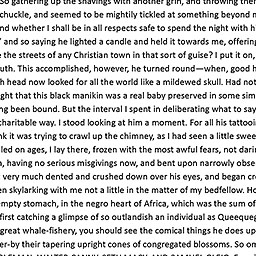 So gathering up the shavings with another grin, and throwing them
chuckle, and seemed to be mightily tickled at something beyond m
nd whether I shall be in all respects safe to spend the night with h
" and so saying he lighted a candle and held it towards me, offering
e the streets of any Christian town in that sort of guise? I put it on,
uth. This accomplished, however, he turned round—when, good h
h head now looked for all the world like a mildewed skull. Had not
ht that this black manikin was a real baby preserved in some sim
ng been bound. But the interval I spent in deliberating what to say
charitable way. I stood looking at him a moment. For all his tattooi
nk it was trying to crawl up the chimney, as I had seen a little swee
led on ages, I lay there, frozen with the most awful fears, not darin
a, having no serious misgivings now, and bent upon narrowly obse
very much dented and crushed down over his eyes, and began cr
en skylarking with me not a little in the matter of my bedfellow. Ho
empty stomach, in the negro heart of Africa, which was the sum of
first catching a glimpse of so outlandish an individual as Queequeg
great whale-fishery, you should see the comical things he does up
er-by their tapering upright cones of congregated blossoms. So om